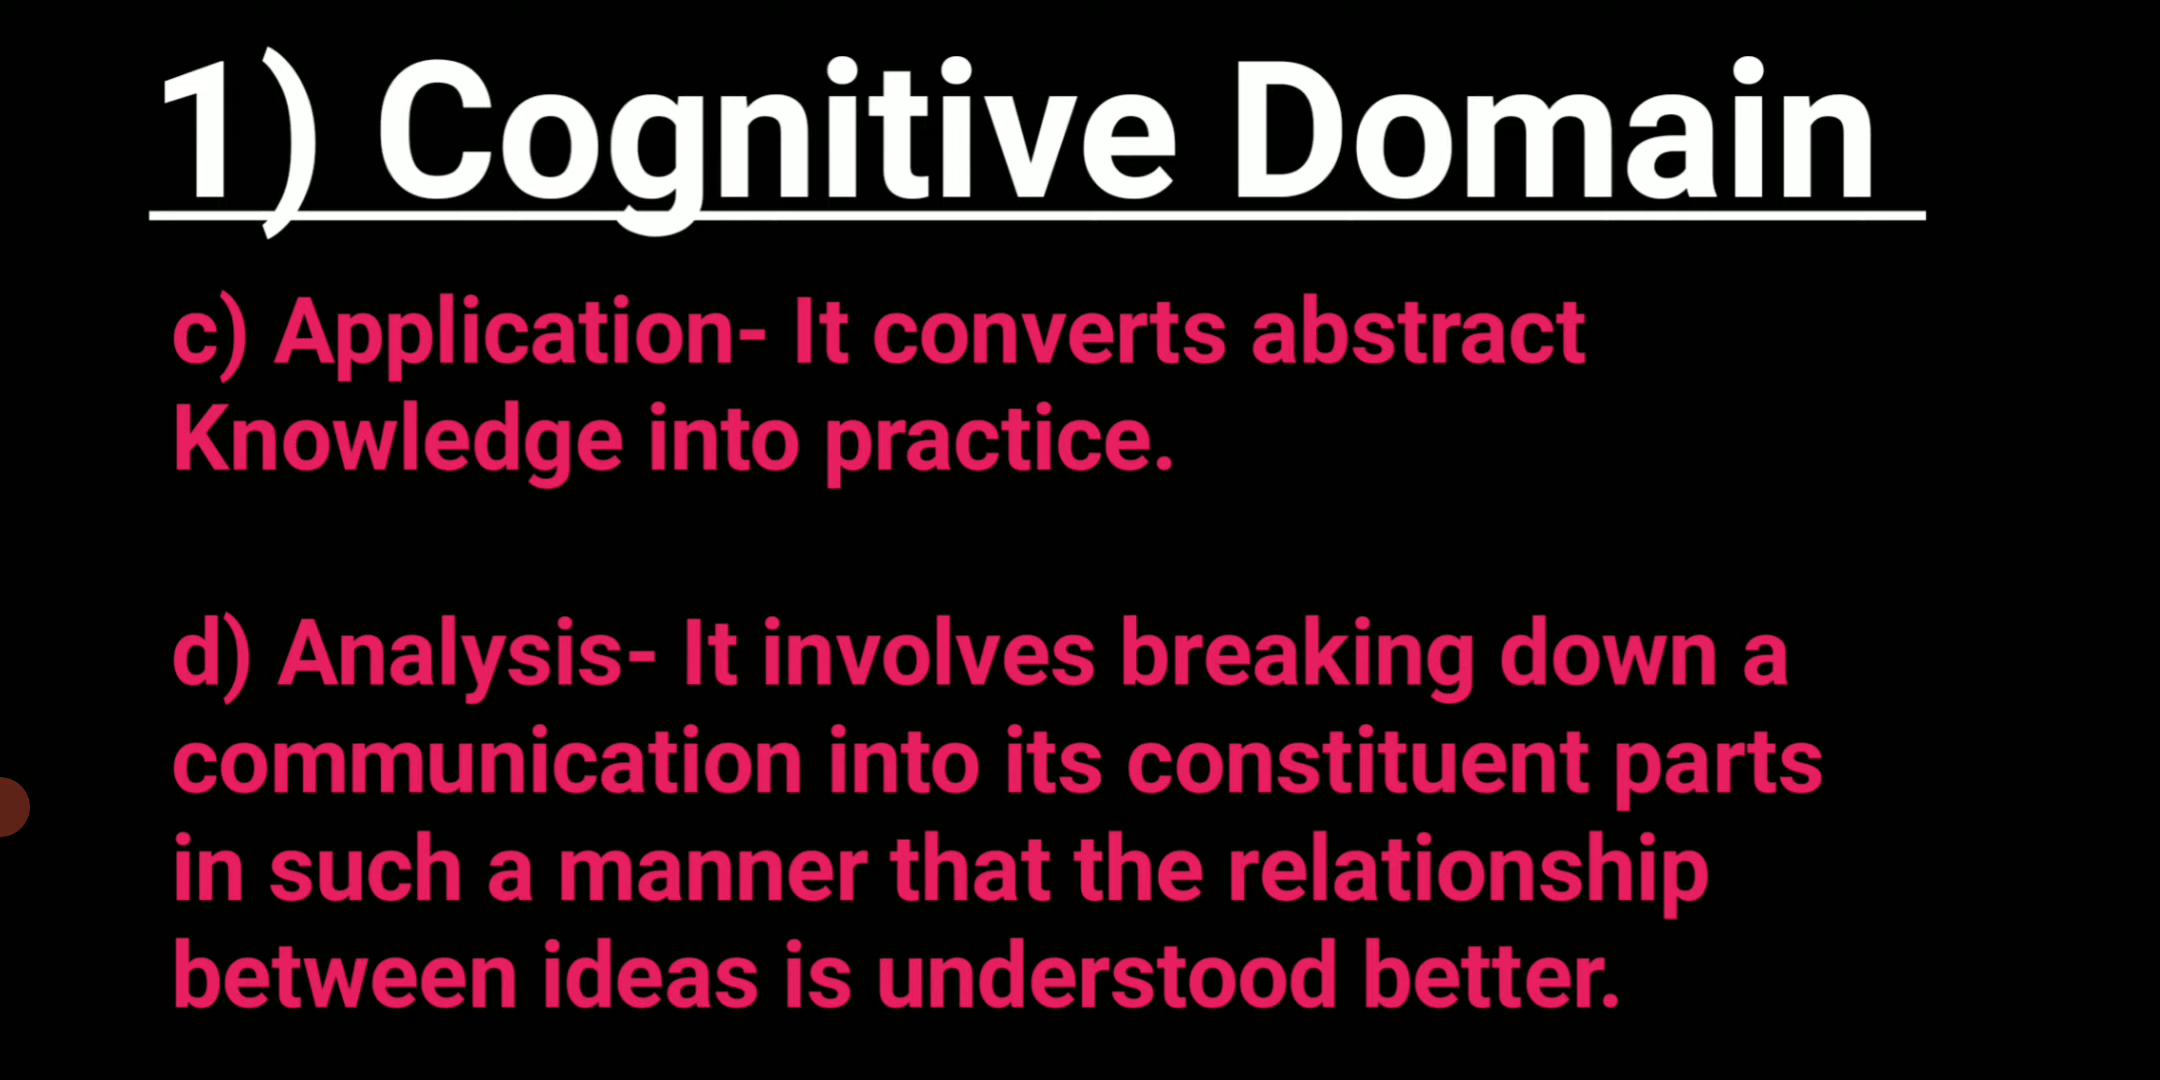 1) Cognitive Domain
c) Application- It converts abstract
Knowledge into practice.
d) Analysis- It involves breaking down a
communication into its constituent parts
in such a manner that the relationship
between ideas is understood better.